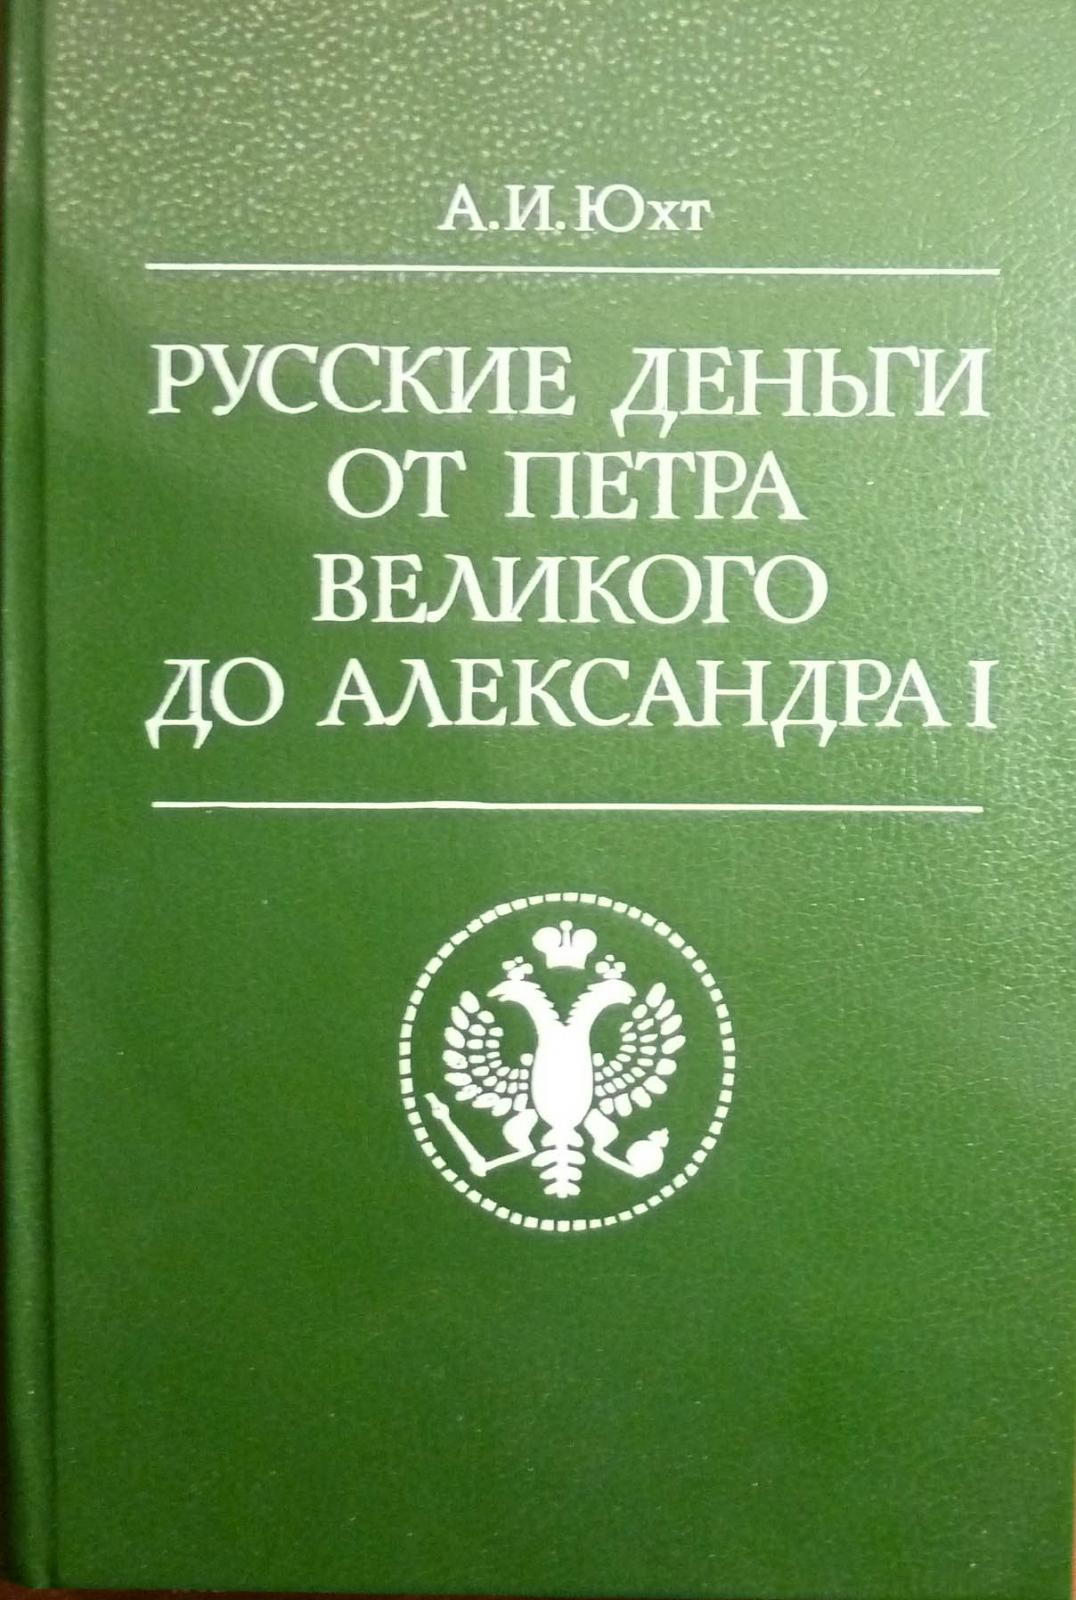 А.И.Юхт
РУССКИЕ ДЕНЬГИ
ОТ ПЕТРА
ВЕЛИКОГО
ДО АЛЕКСАНДРА I